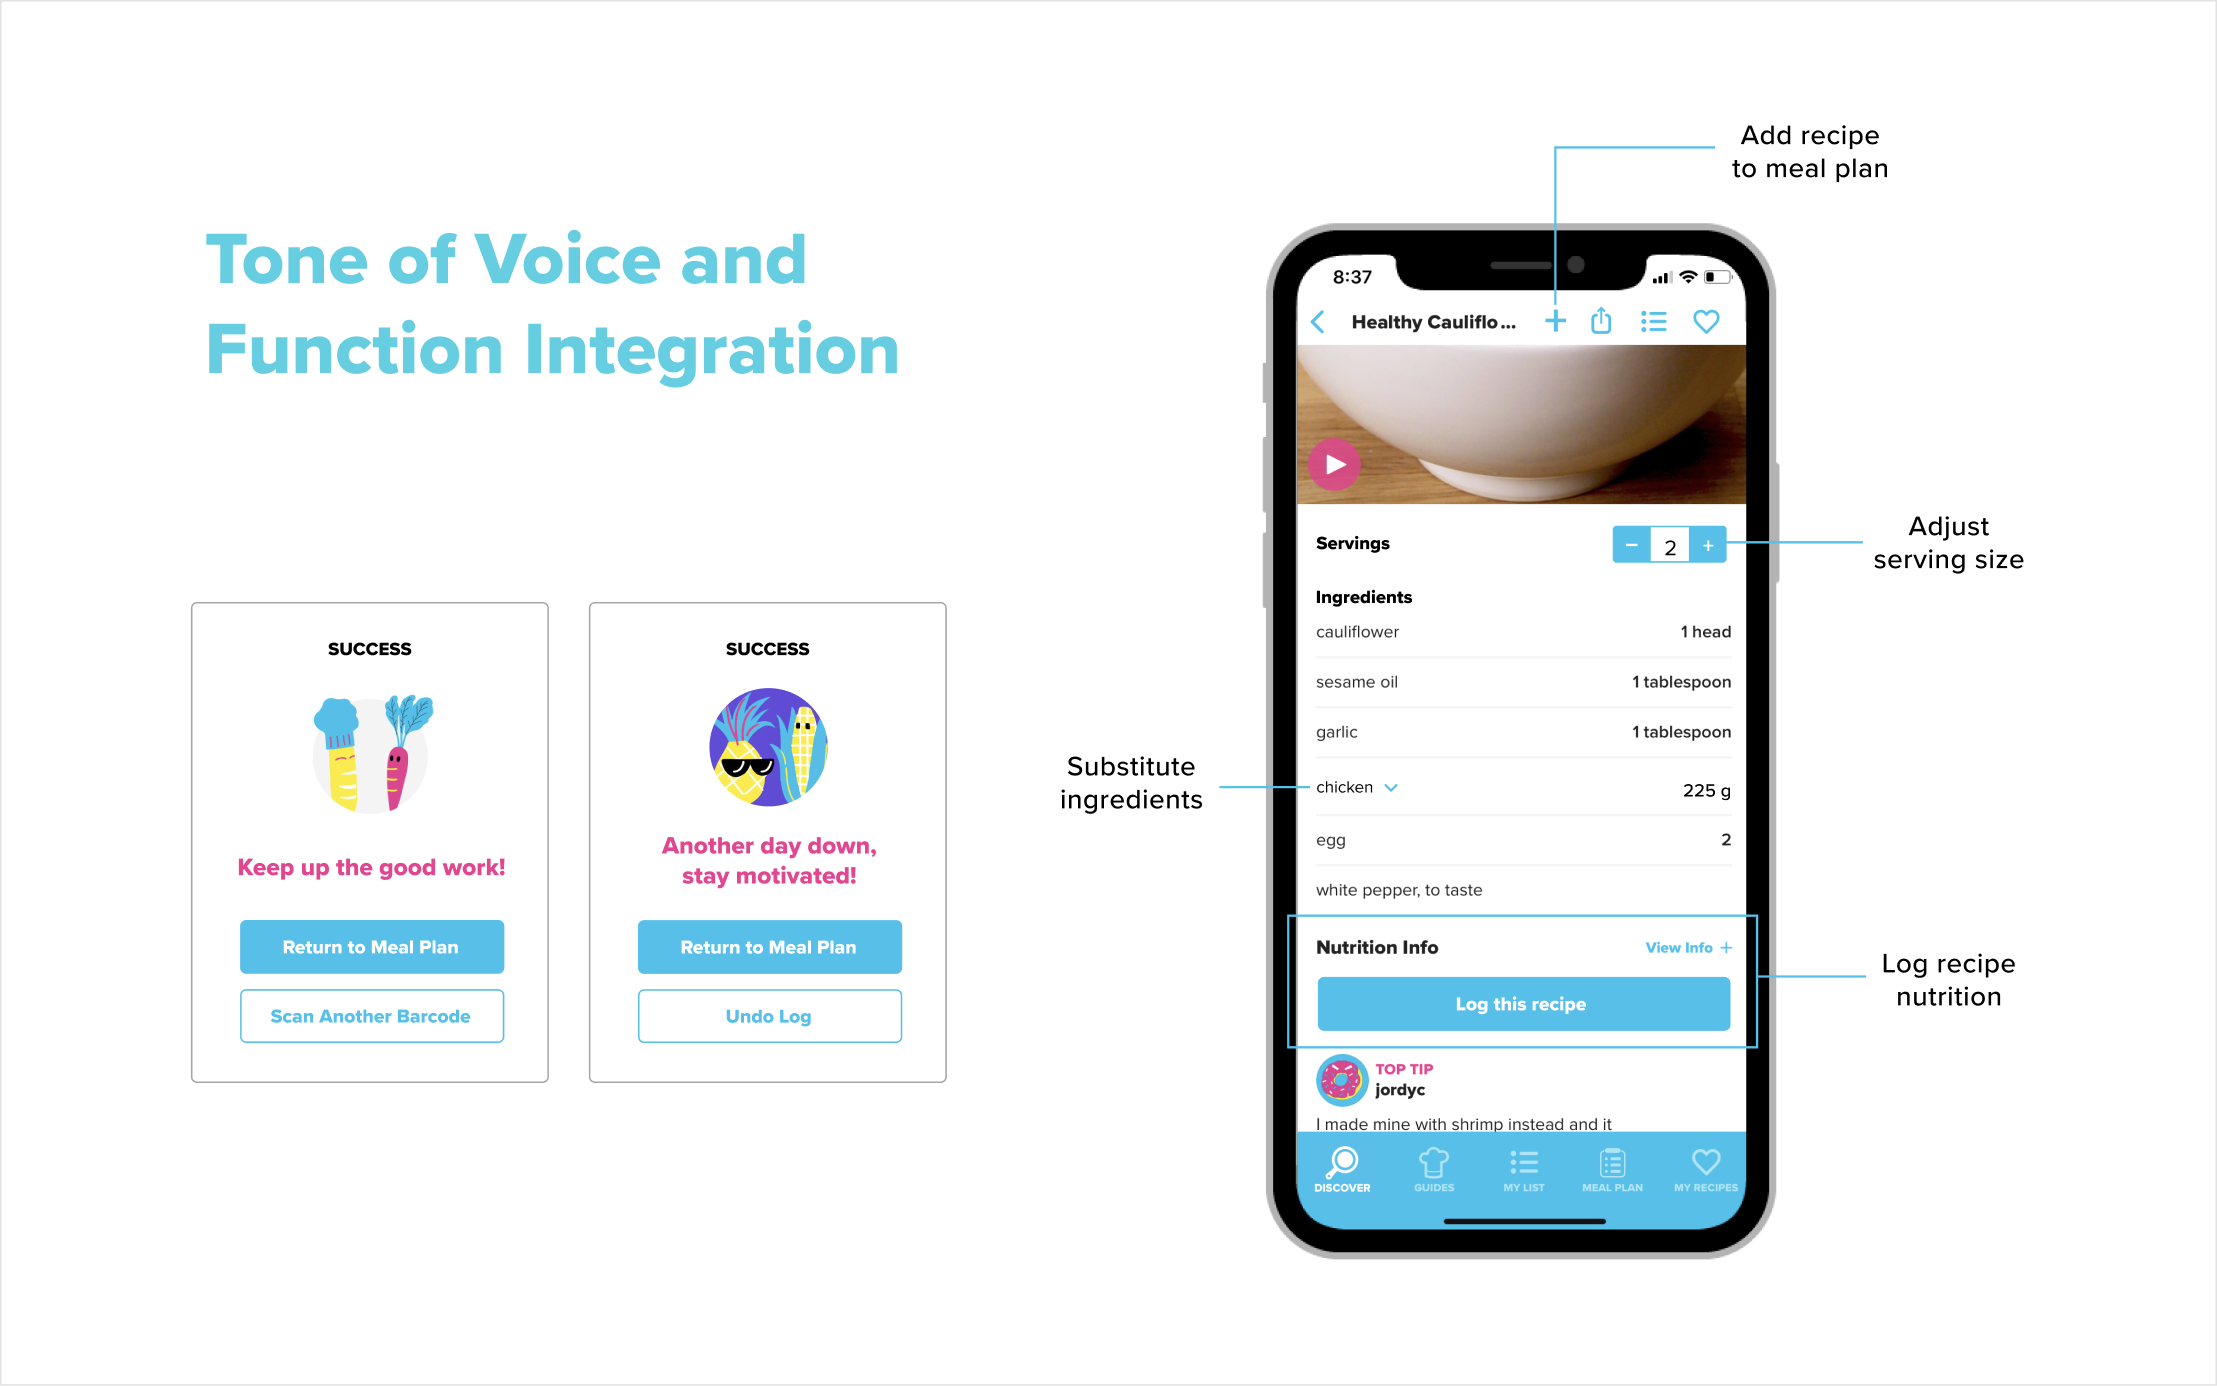 Tone of Voice and
Function Integration
SUCCESS
Keep up the good work!
Return to Meal Plan
Scan Another Barcode
SUCCESS
Another day down,
stay motivated!
Return to Meal Plan
Undo Log
Add recipe
to meal plan
Adjust
serving size
Substitute
ingredients
Log recipe
nutrition
8:37
Healthy Cauliflo...
Servings
2
Ingredients
cauliflower 1 head
sesame oil 1 tablespoon
garlic 1 tablespoon
chicken 225 g
egg 2
white pepper, to taste
Nutrition Info View Info +
Log this recipe
TOP TIP
jordyc
I made mine with shrimp instead and it
DISCOVER GUIDES MY LIST MEAL PLAN MY RECIPES